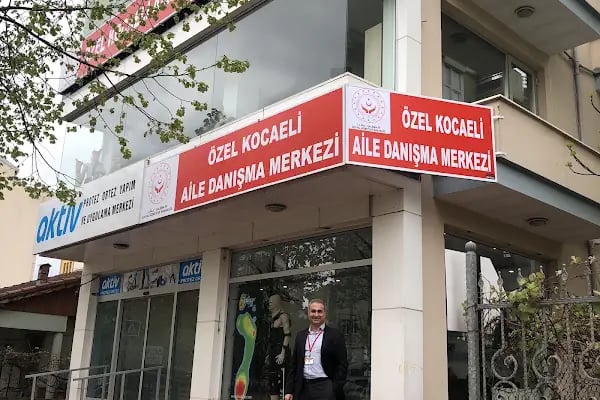 ÖZEL KOCAELİ
AİLE DANIŞMA MERKEZİ
ÖZEL KOCAELİ
AİLE DANIŞMA MERKEZİ
aktiv
PROTEZ ORTEZ YAPIM
VE UYGULAMA MERKEZİ
aktiv
aktiv